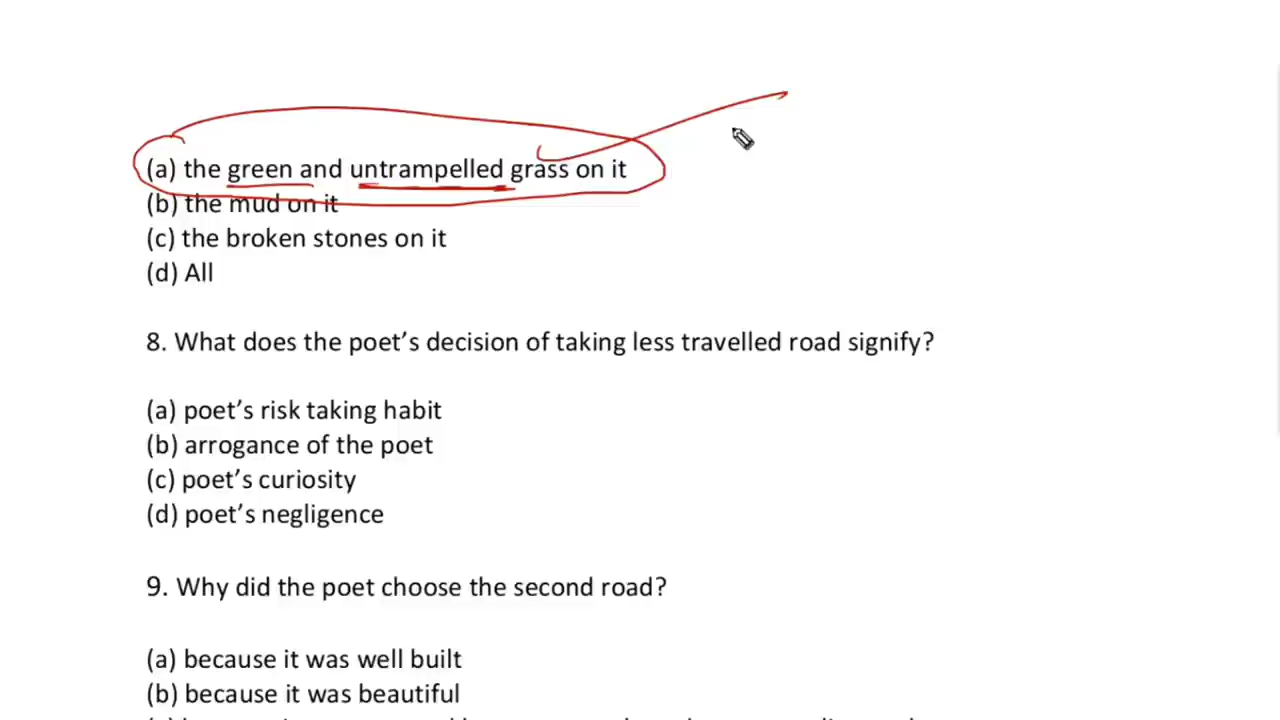 (a) the green and untrampelled grass on it
(b) the mud on it
(c) the broken stones on it
(d) All
8. What does the poet’s decision of taking less travelled road signify?
(a) poet’s risk taking habit
(b) arrogance of the poet
(c) poet’s curiosity
(d) poet’s negligence
9. Why did the poet choose the second road?
(a) because it was well built
(b) because it was beautiful